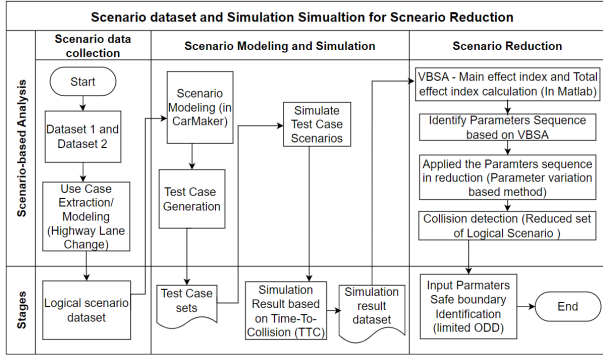 Scenario dataset and Simulation Simualtion for Scneario Reduction
Scenario data
collection
Scenario Modeling and Simulation
Scenario Reduction
Scenario-based Analysis
Start
Dataset 1 and
Dataset 2
Use Case
Extraction/
Modeling
(Highway Lane
Change)
Scenario
Modeling (in
CarMaker)
Test Case
Generation
Simulate
Test Case
Scenarios
VBSA - Main effect index and Total
effect index calculation (In Matlab)
Identify Parameters Sequence
based on VBSA
Applied the Paramters sequence
in reduction (Parameter variation
based method)
Collision detection (Reduced set
of Logical Scenario )
Stages
Logical scenario
dataset
Test Case
sets
Simulation
Result based
on Time-To-
Collision (TTC)
Simulation
result
dataset
Input Parmaters
Safe boundary
Identification
(limited ODD)
End